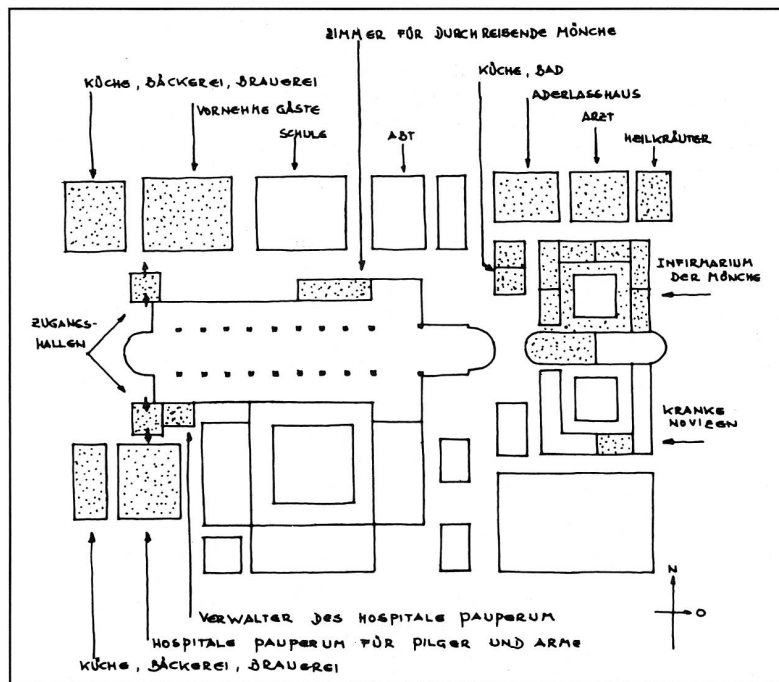 ZIMMER FÜR DURCHREISENDE MÖNCHE
KÜCHE, BÄCKEREI, BRAUEREI
KÜCHE, BAD
VORNEHME GÄSTE
ADERLASSHAUS
SCHULE
ABT
ARZT
HEILKRÄUTER
INFIRMARIUM
DER MÖNCHE
ZUGANGS-
HALLEN
KRANKE
NOVIZEN
N
O
VERWALTER DES HOSPITALE PAUPERUM
HOSPITALE PAUPERUM FÜR PILGER UND ARME
KÜCHE, BÄCKEREI, BRAUEREI